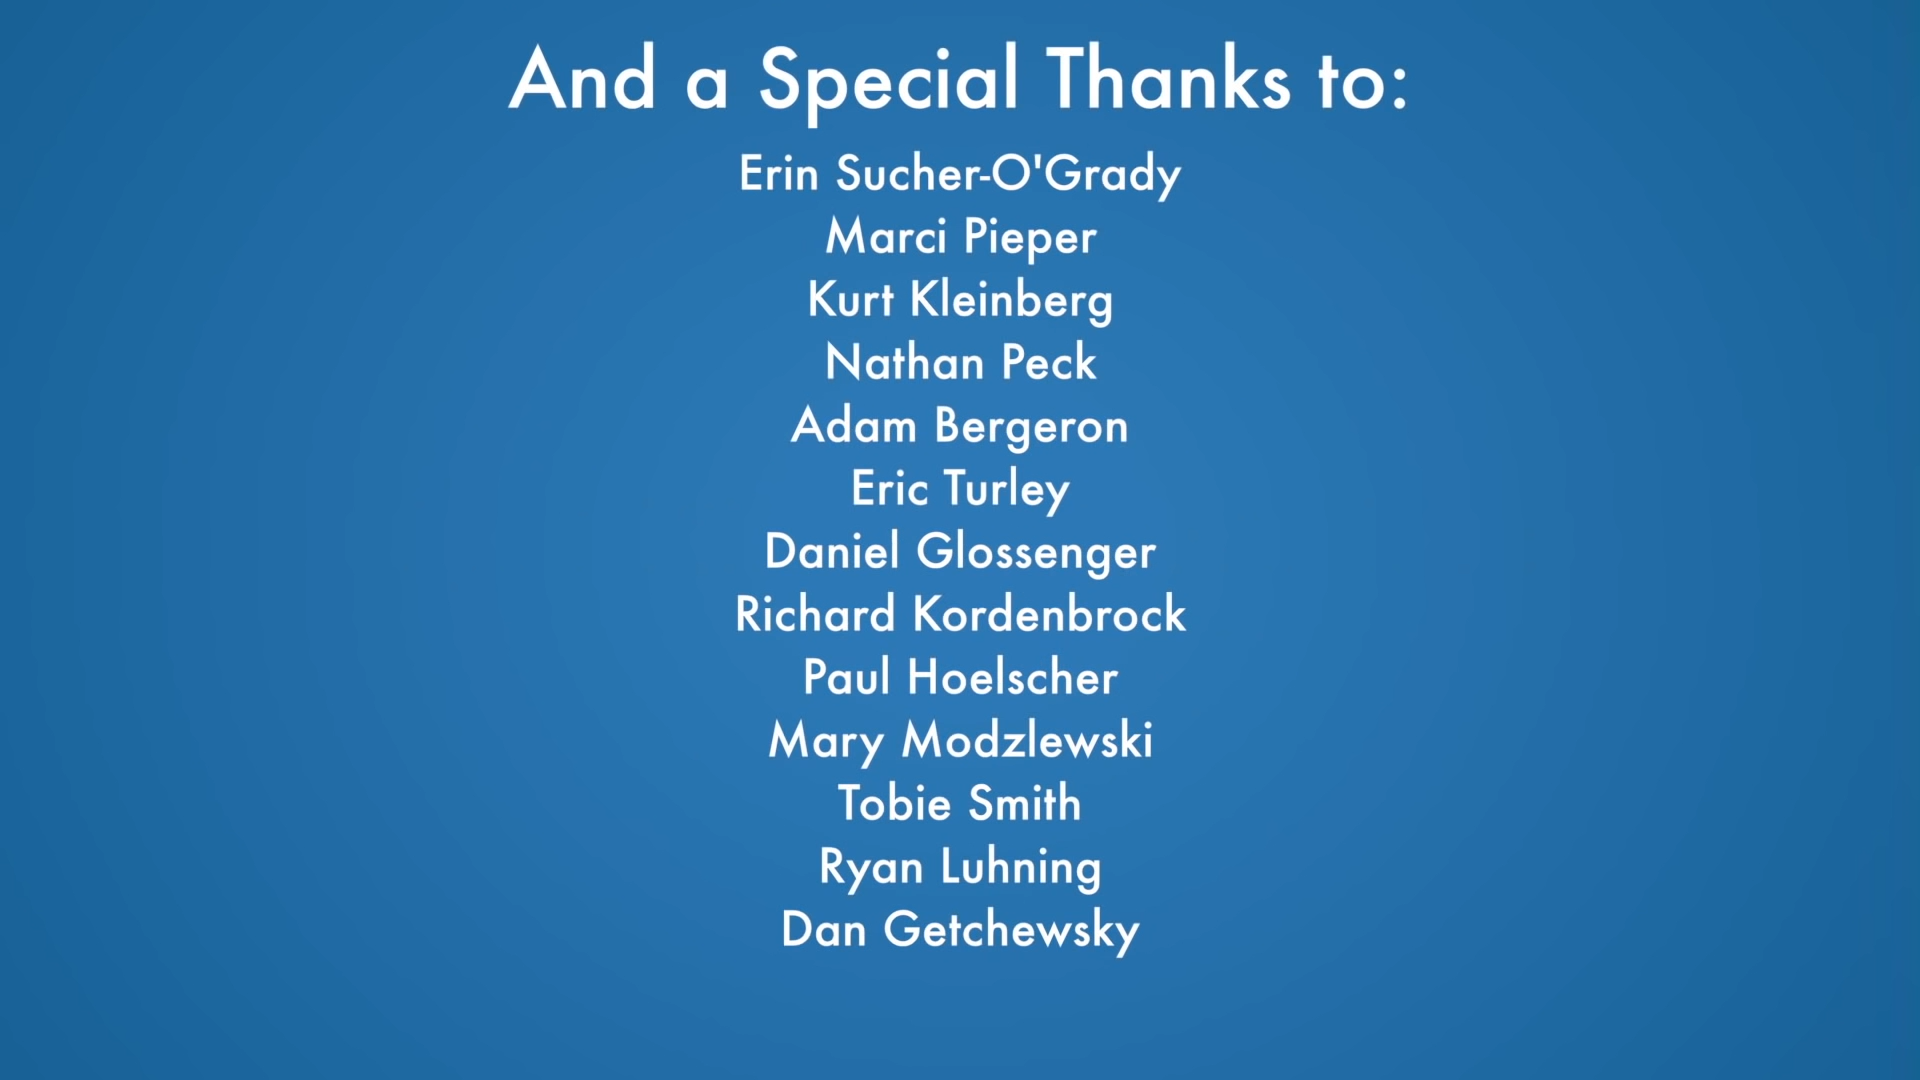 And a Special Thanks to:
Erin Sucher-O'Grady
Marci Pieper
Kurt Kleinberg
Nathan Peck
Adam Bergeron
Eric Turley
Daniel Glossenger
Richard Kordenbrock
Paul Hoelscher
Mary Modzlewski
Tobie Smith
Ryan Luhning
Dan Getchewsky